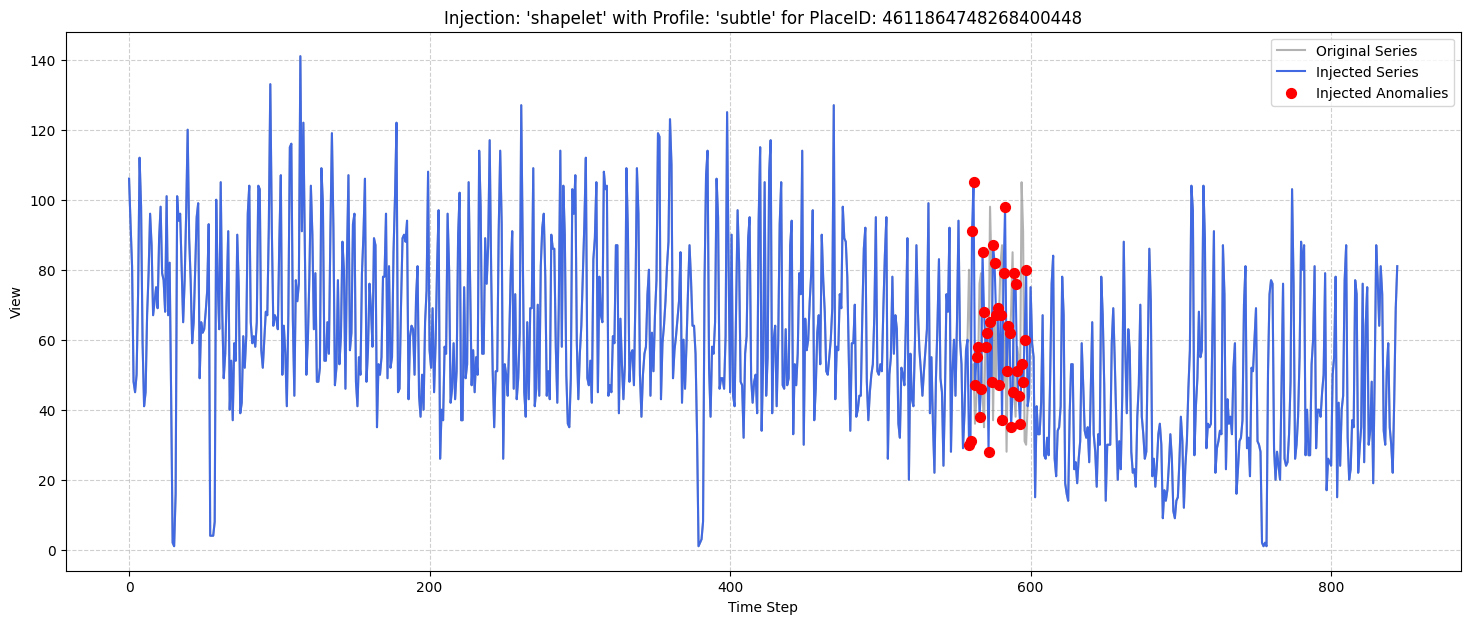 Injection: 'shapelet' with Profile: 'subtle' for PlaceID: 4611864748268400448
Original Series
Injected Series
Injected Anomalies
View
140
120
100
80
60
40
20
0
0
200
400
600
800
Time Step